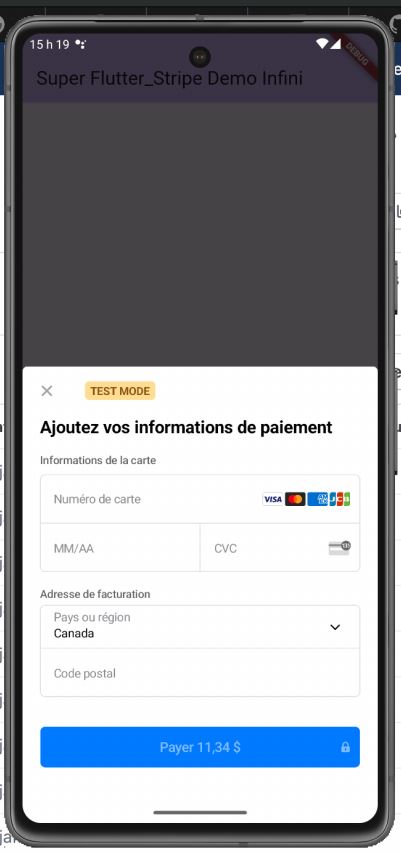 15 h 19
DEBUG
Super Flutter_Stripe Demo Infini
TEST MODE
Ajoutez vos informations de paiement
Informations de la carte
Numéro de carte
VISA
JCB
MM/AA
CVC
Adresse de facturation
Pays ou région
Canada
Code postal
Payer 11,34 $